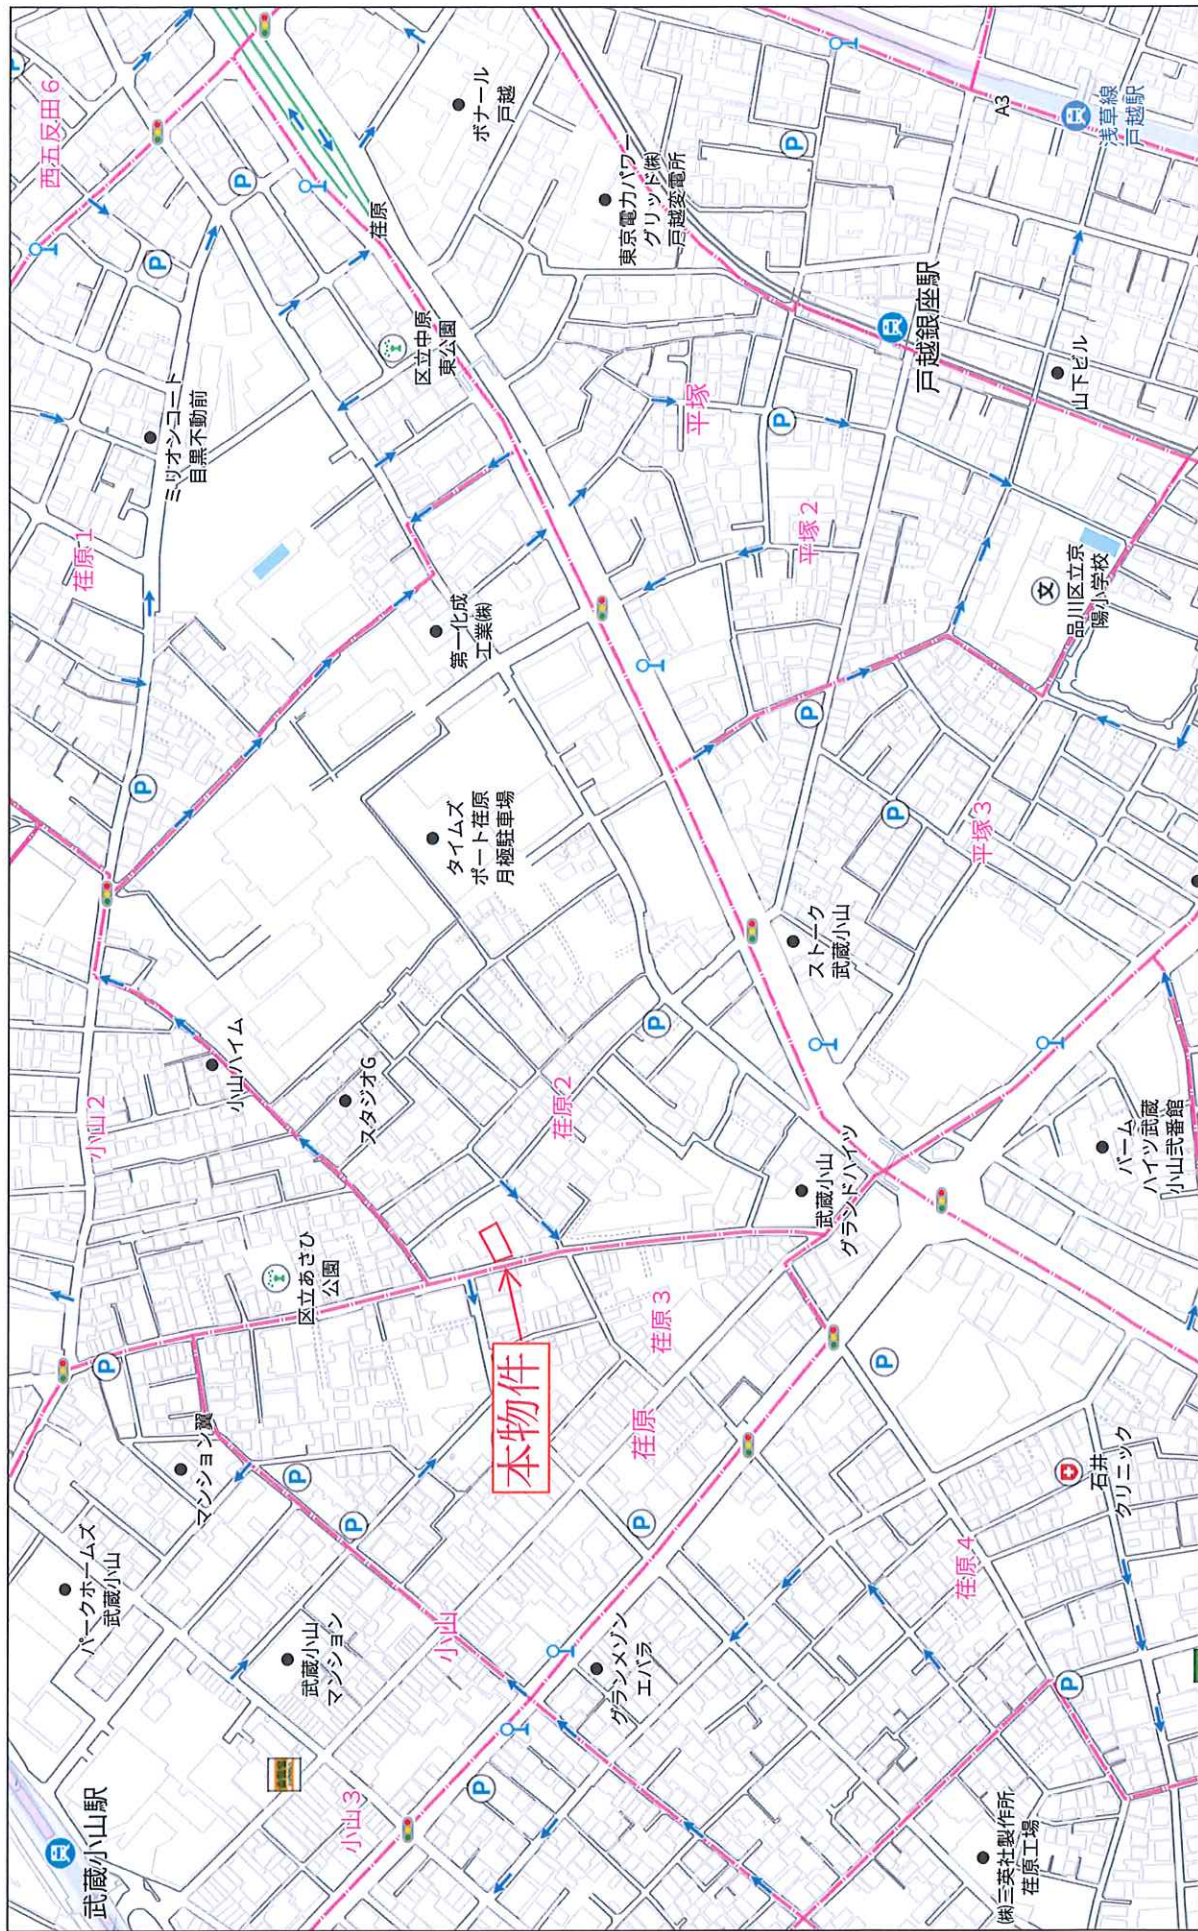 武蔵小山駅
パークホームズ
武蔵小山
小山2
荏原1
西五反田6
P
P
P
P
マンション翼
小山ハイム
ミリオンコート
目黒不動前
P
P
武蔵小山
マンション
区立あさひ
公園
小山3
P
スタジオG
荏原
区立中原
東公園
小山
タイムズ
ポート荏原
月極駐車場
第一化成
工業㈱
ボナール
戸越
P
本物件
荏原2
グランメゾン
エバラ
P
荏原
荏原3
P
東京電力パワー
グリッド㈱
戸越変電所
平塚
武蔵小山
グランドハイツ
ストーク
武蔵小山
P
平塚2
P
P
P
P
戸越銀座駅
荏原4
平塚3
㈱三英社製作所
荏原工場
A3
文
P
石井
クリニック
パーム
ハイツ武蔵
小山弐番館
品川区立京
陽小学校
山下ビル
浅草線
戸越駅